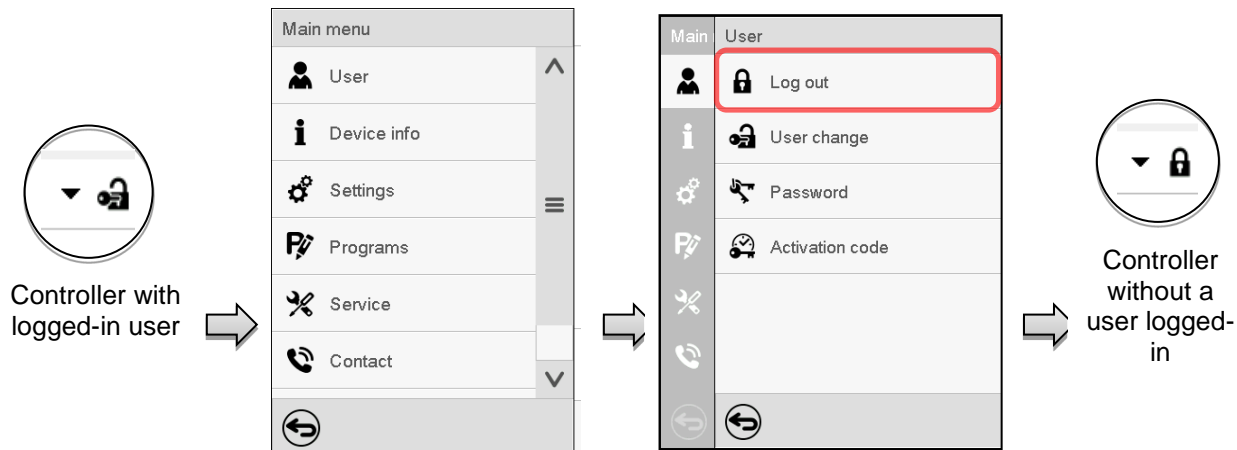 Controller with
logged-in user
Main menu
User
Device info
Settings
Programs
Service
Contact
Main
User
Log out
User change
Password
Activation code
Controller
without a
user logged-
in